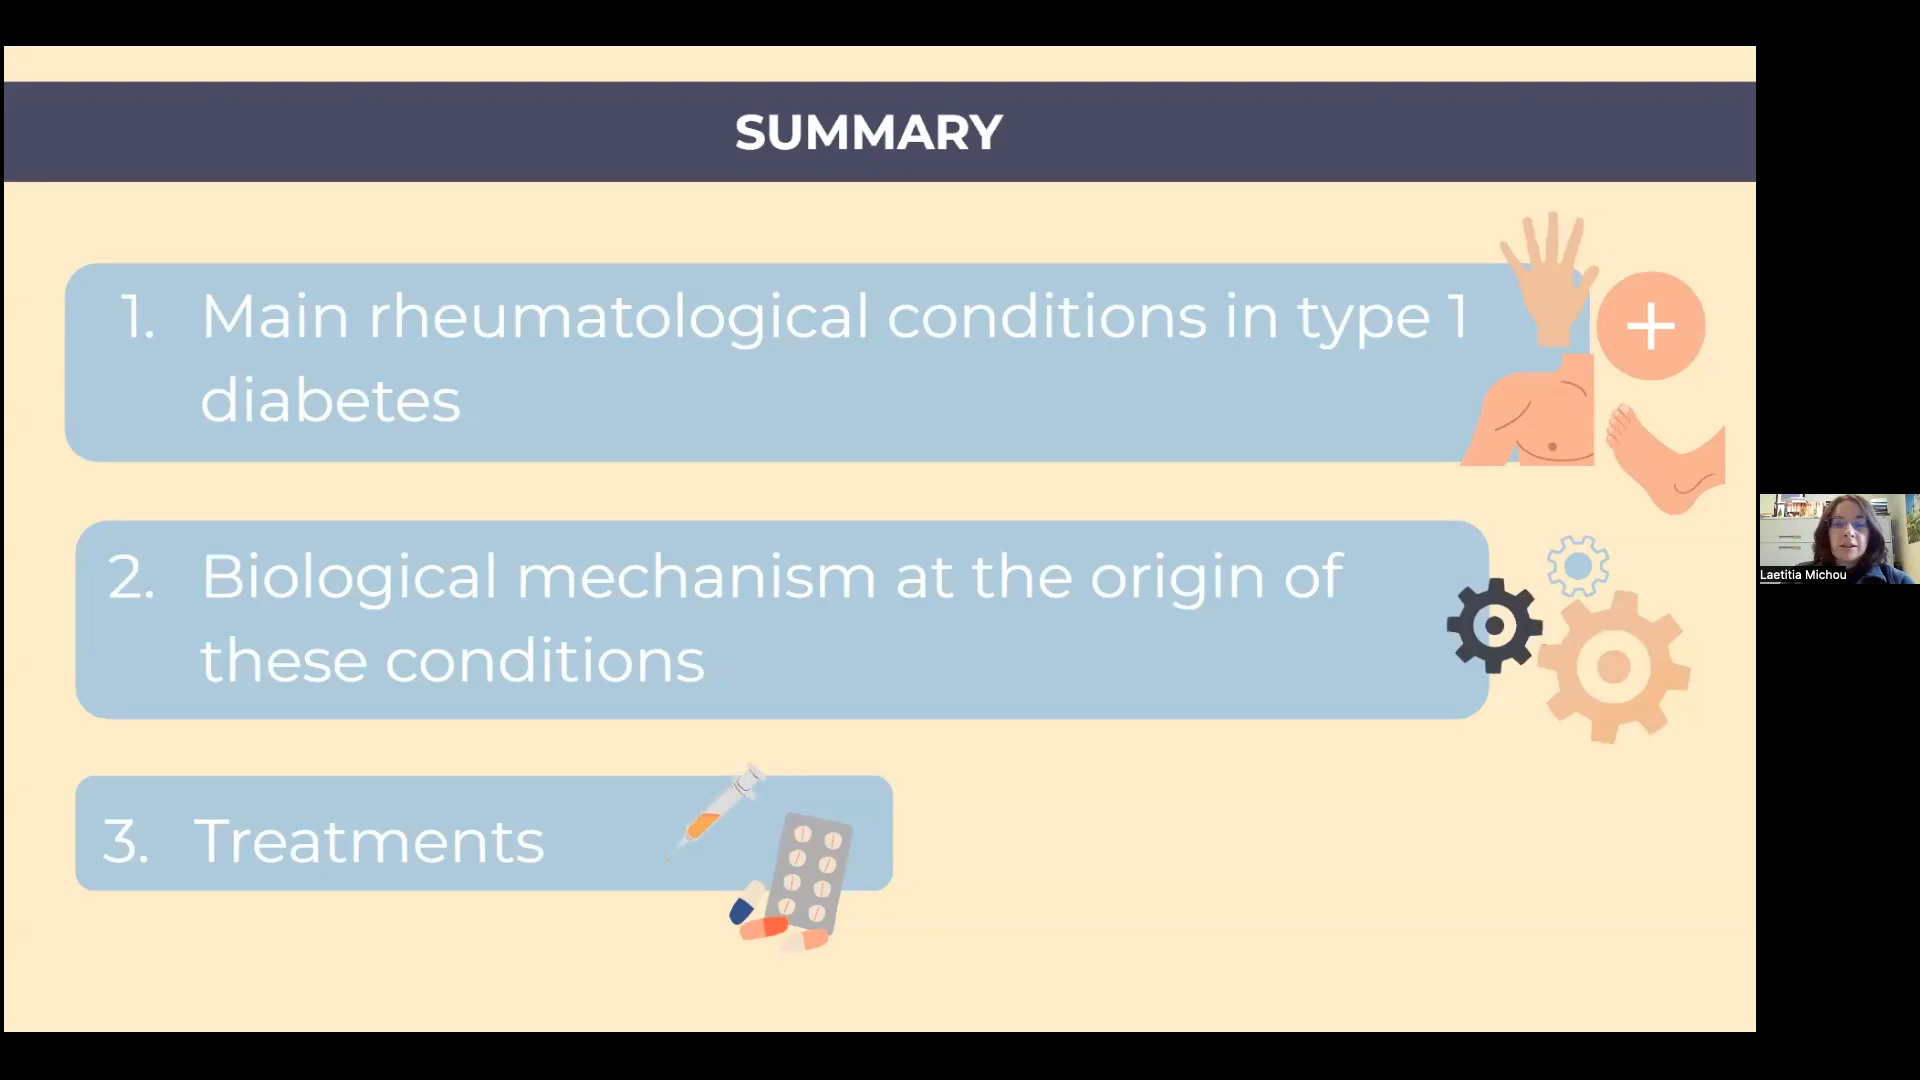 SUMMARY
1. Main rheumatological conditions in type 1
diabetes
2. Biological mechanism at the origin of
these conditions
3. Treatments
Laetitia Michou